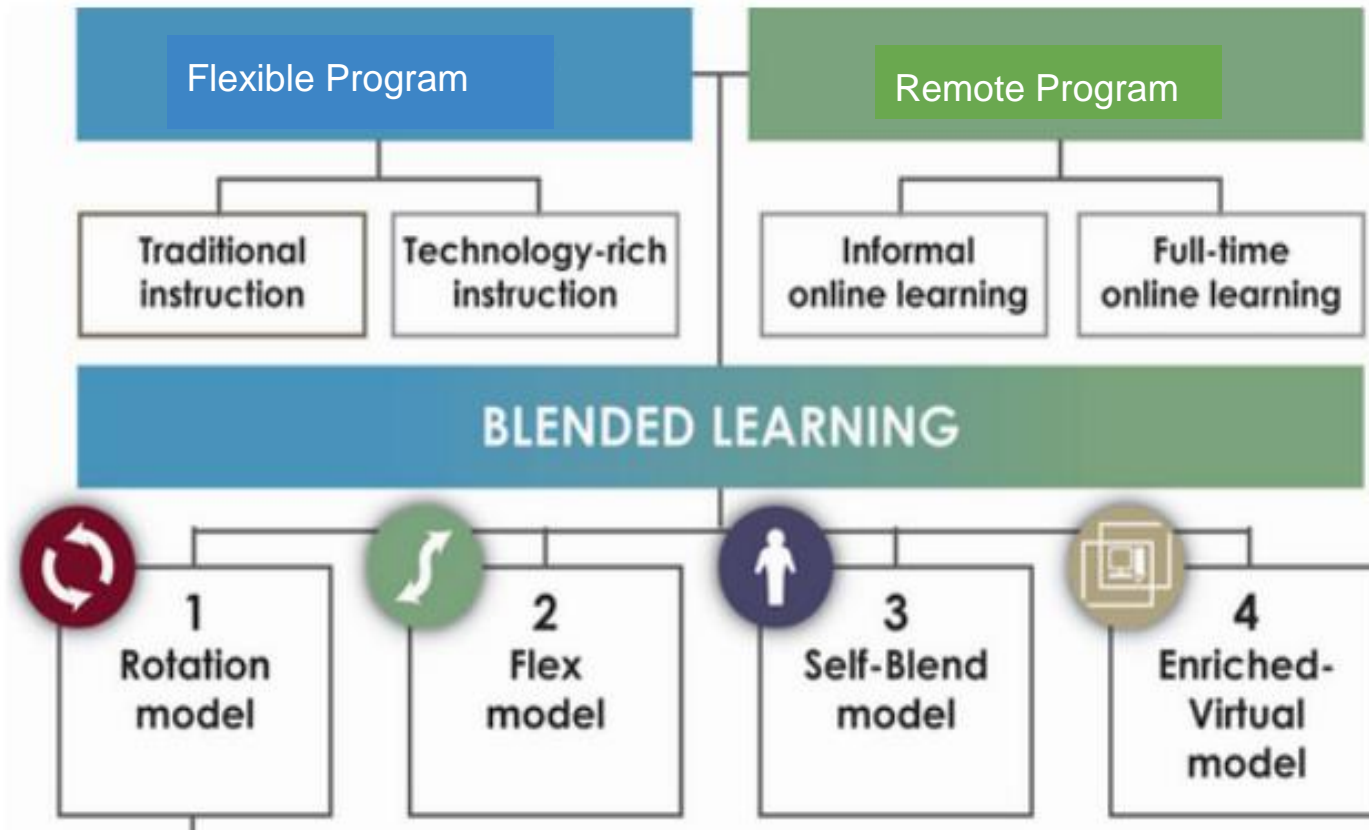 Flexible Program
Remote Program
Traditional
instruction
Technology-rich
instruction
Informal
online learning
Full-time
online learning
BLENDED LEARNING
1
Rotation
model
2
Flex
model
3
Self-Blend
model
4
Enriched-
Virtual
model